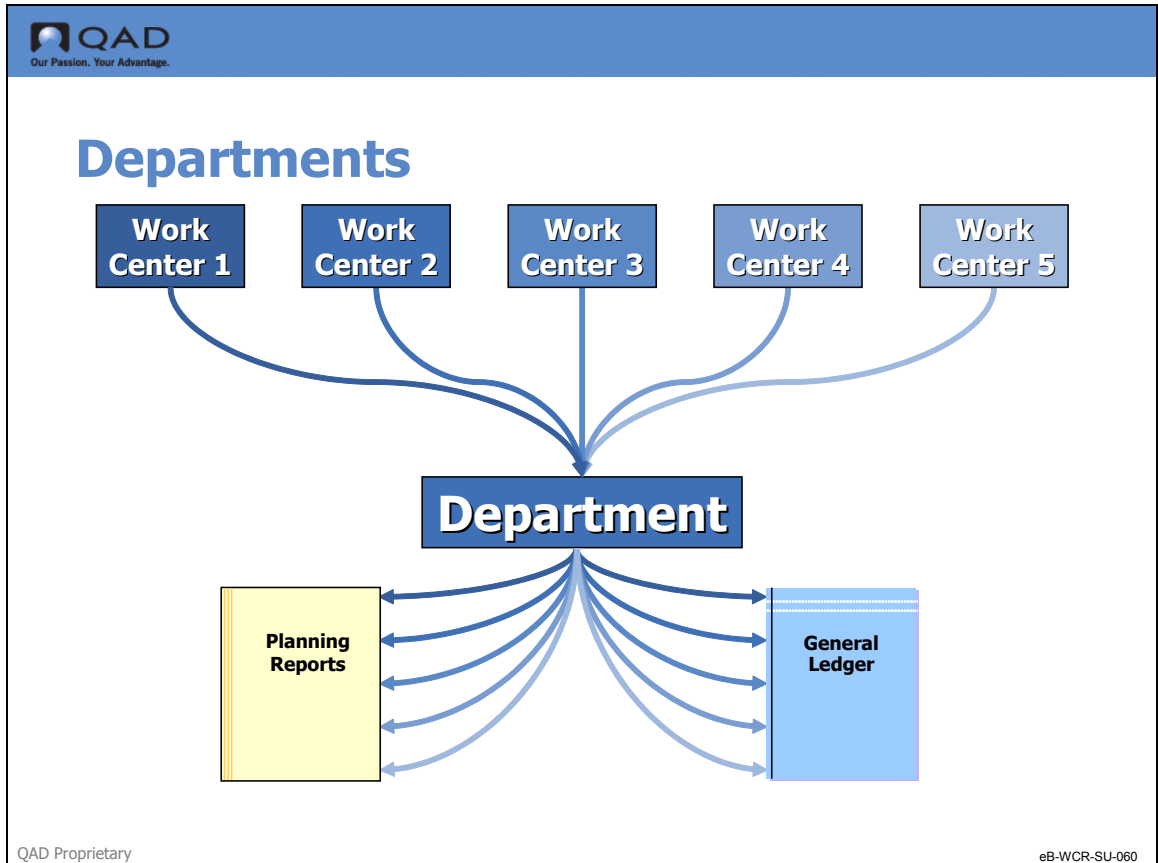 QAD
Our Passion. Your Advantage.
Departments
Work
Center 1
Work
Center 2
Work
Center 3
Work
Center 4
Work
Center 5
Department
Planning
Reports
General
Ledger
QAD Proprietary
eB-WCR-SU-060